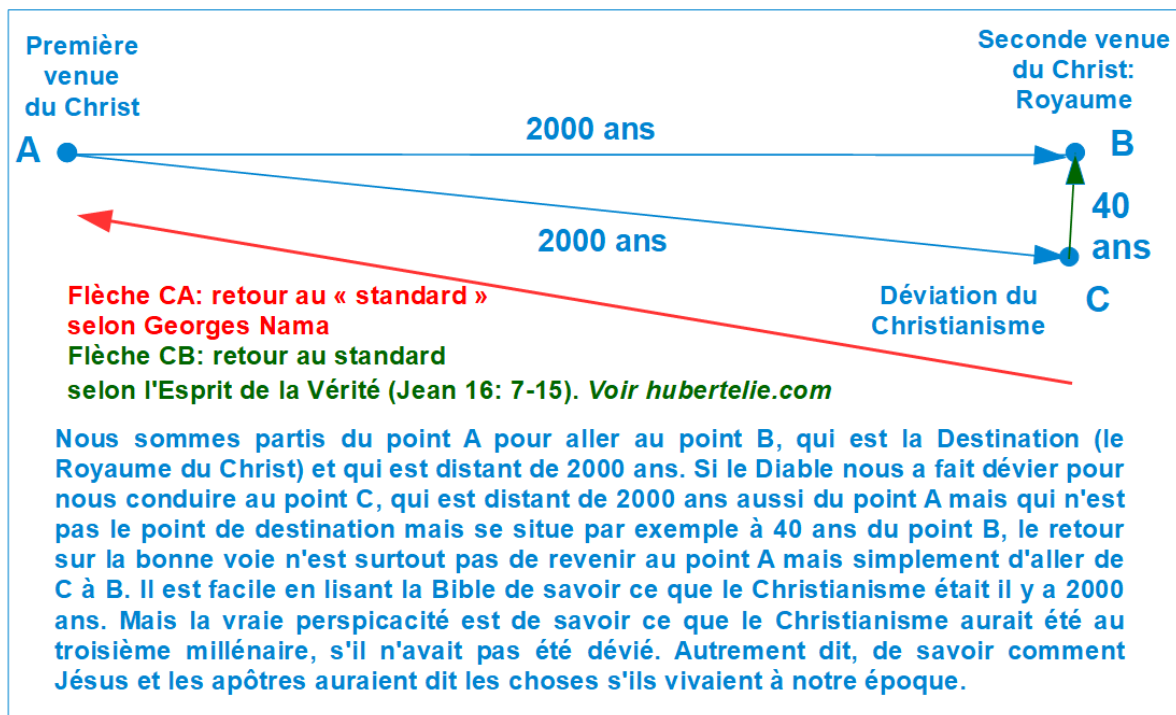 Première
venue
du Christ
Seconde venue
du Christ:
Royaume
A
2000 ans
B
2000 ans
40
ans
Flèche CA: retour au « standard »
selon Georges Nama
Déviation du
Christianisme
C
Flèche CB: retour au standard
selon l'Esprit de la Vérité (Jean 16: 7-15). Voir hubertelie.com
Nous sommes partis du point A pour aller au point B, qui est la Destination (le
Royaume du Christ) et qui est distant de 2000 ans. Si le Diable nous a fait dévier pour
nous conduire au point C, qui est distant de 2000 ans aussi du point A mais qui n'est
pas le point de destination mais se situe par exemple à 40 ans du point B, le retour
sur la bonne voie n'est surtout pas de revenir au point A mais simplement d'aller de
C à B. Il est facile en lisant la Bible de savoir ce que le Christianisme était il y a 2000
ans. Mais la vraie perspicacité est de savoir ce que le Christianisme aurait été au
troisième millénaire, s'il n'avait pas été dévié. Autrement dit, de savoir comment
Jésus et les apôtres auraient dit les choses s'ils vivaient à notre époque.